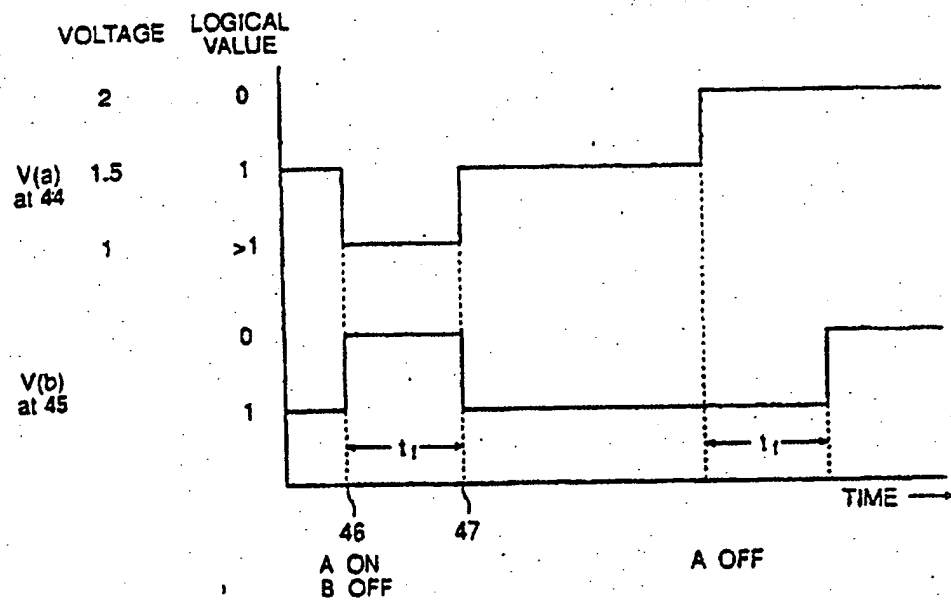 VOLTAGE
LOGICAL
VALUE
2
0
V(a)
at 44
1.5
1
1
>1
0
V(b)
at 45
1
t1
t1
TIME
46
47
A ON
B OFF
A OFF